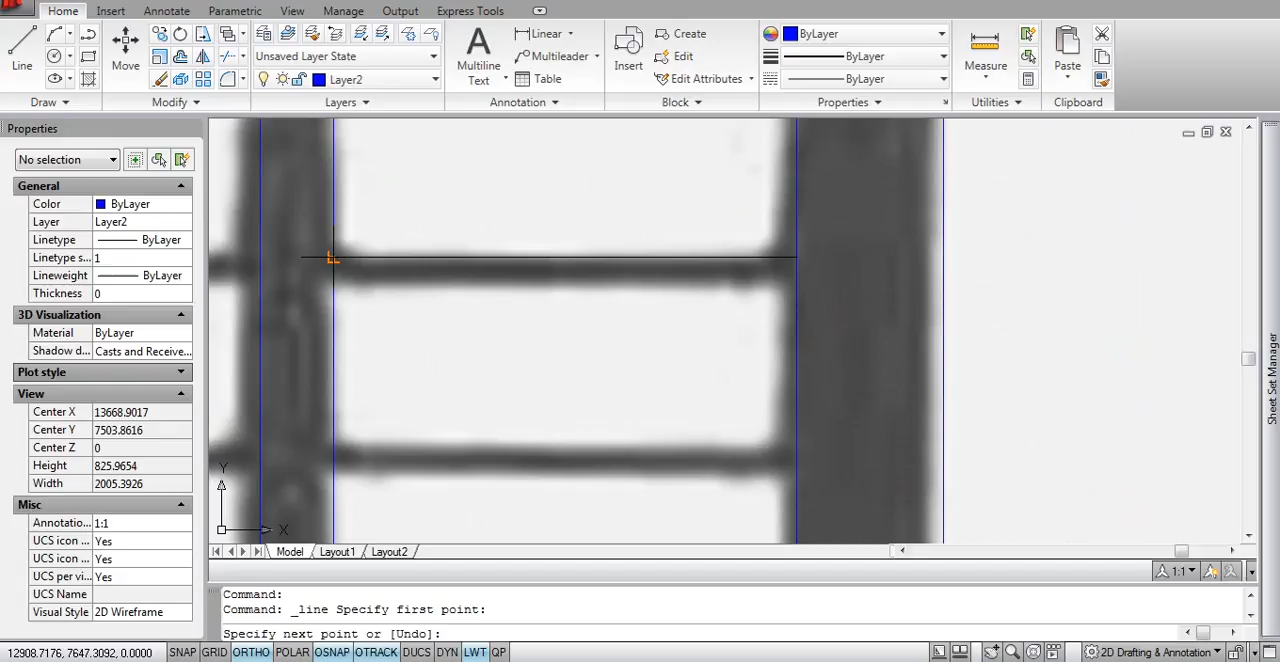 Home Insert Annotate Parametric View Manage Output Express Tools
Line
Move
Unsaved Layer State
Layer2
Multiline
Text
Linear
Multileader
Table
Insert
Create
Edit
Edit Attributes
ByLayer
ByLayer
ByLayer
Measure
Paste
Draw Modify Layers Annotation Block Properties Utilities Clipboard
Properties
No selection
General
Color ByLayer
Layer Layer2
Linetype ByLayer
Linetype s... 1
Lineweight ByLayer
Thickness 0
3D Visualization
Material ByLayer
Shadow d... Casts and Receive...
Plot style
View
Center X 13668.9017
Center Y 7503.8616
Center Z 0
Height 825.9654
Width 2005.3926
Misc
Annotatio... 1:1
UCS icon ... Yes
UCS icon ... Yes
UCS per vi... Yes
UCS Name
Visual Style 2D Wireframe
Y
X
Model Layout1 Layout2
1:1
Command:
Command: _line Specify first point:
Specify next point or [Undo]:
12908.7176, 7647.3092, 0.0000 SNAP GRID ORTHO POLAR OSNAP OTRACK DUCS DYN LWT QP 2D Drafting & Annotation
Sheet Set Manager